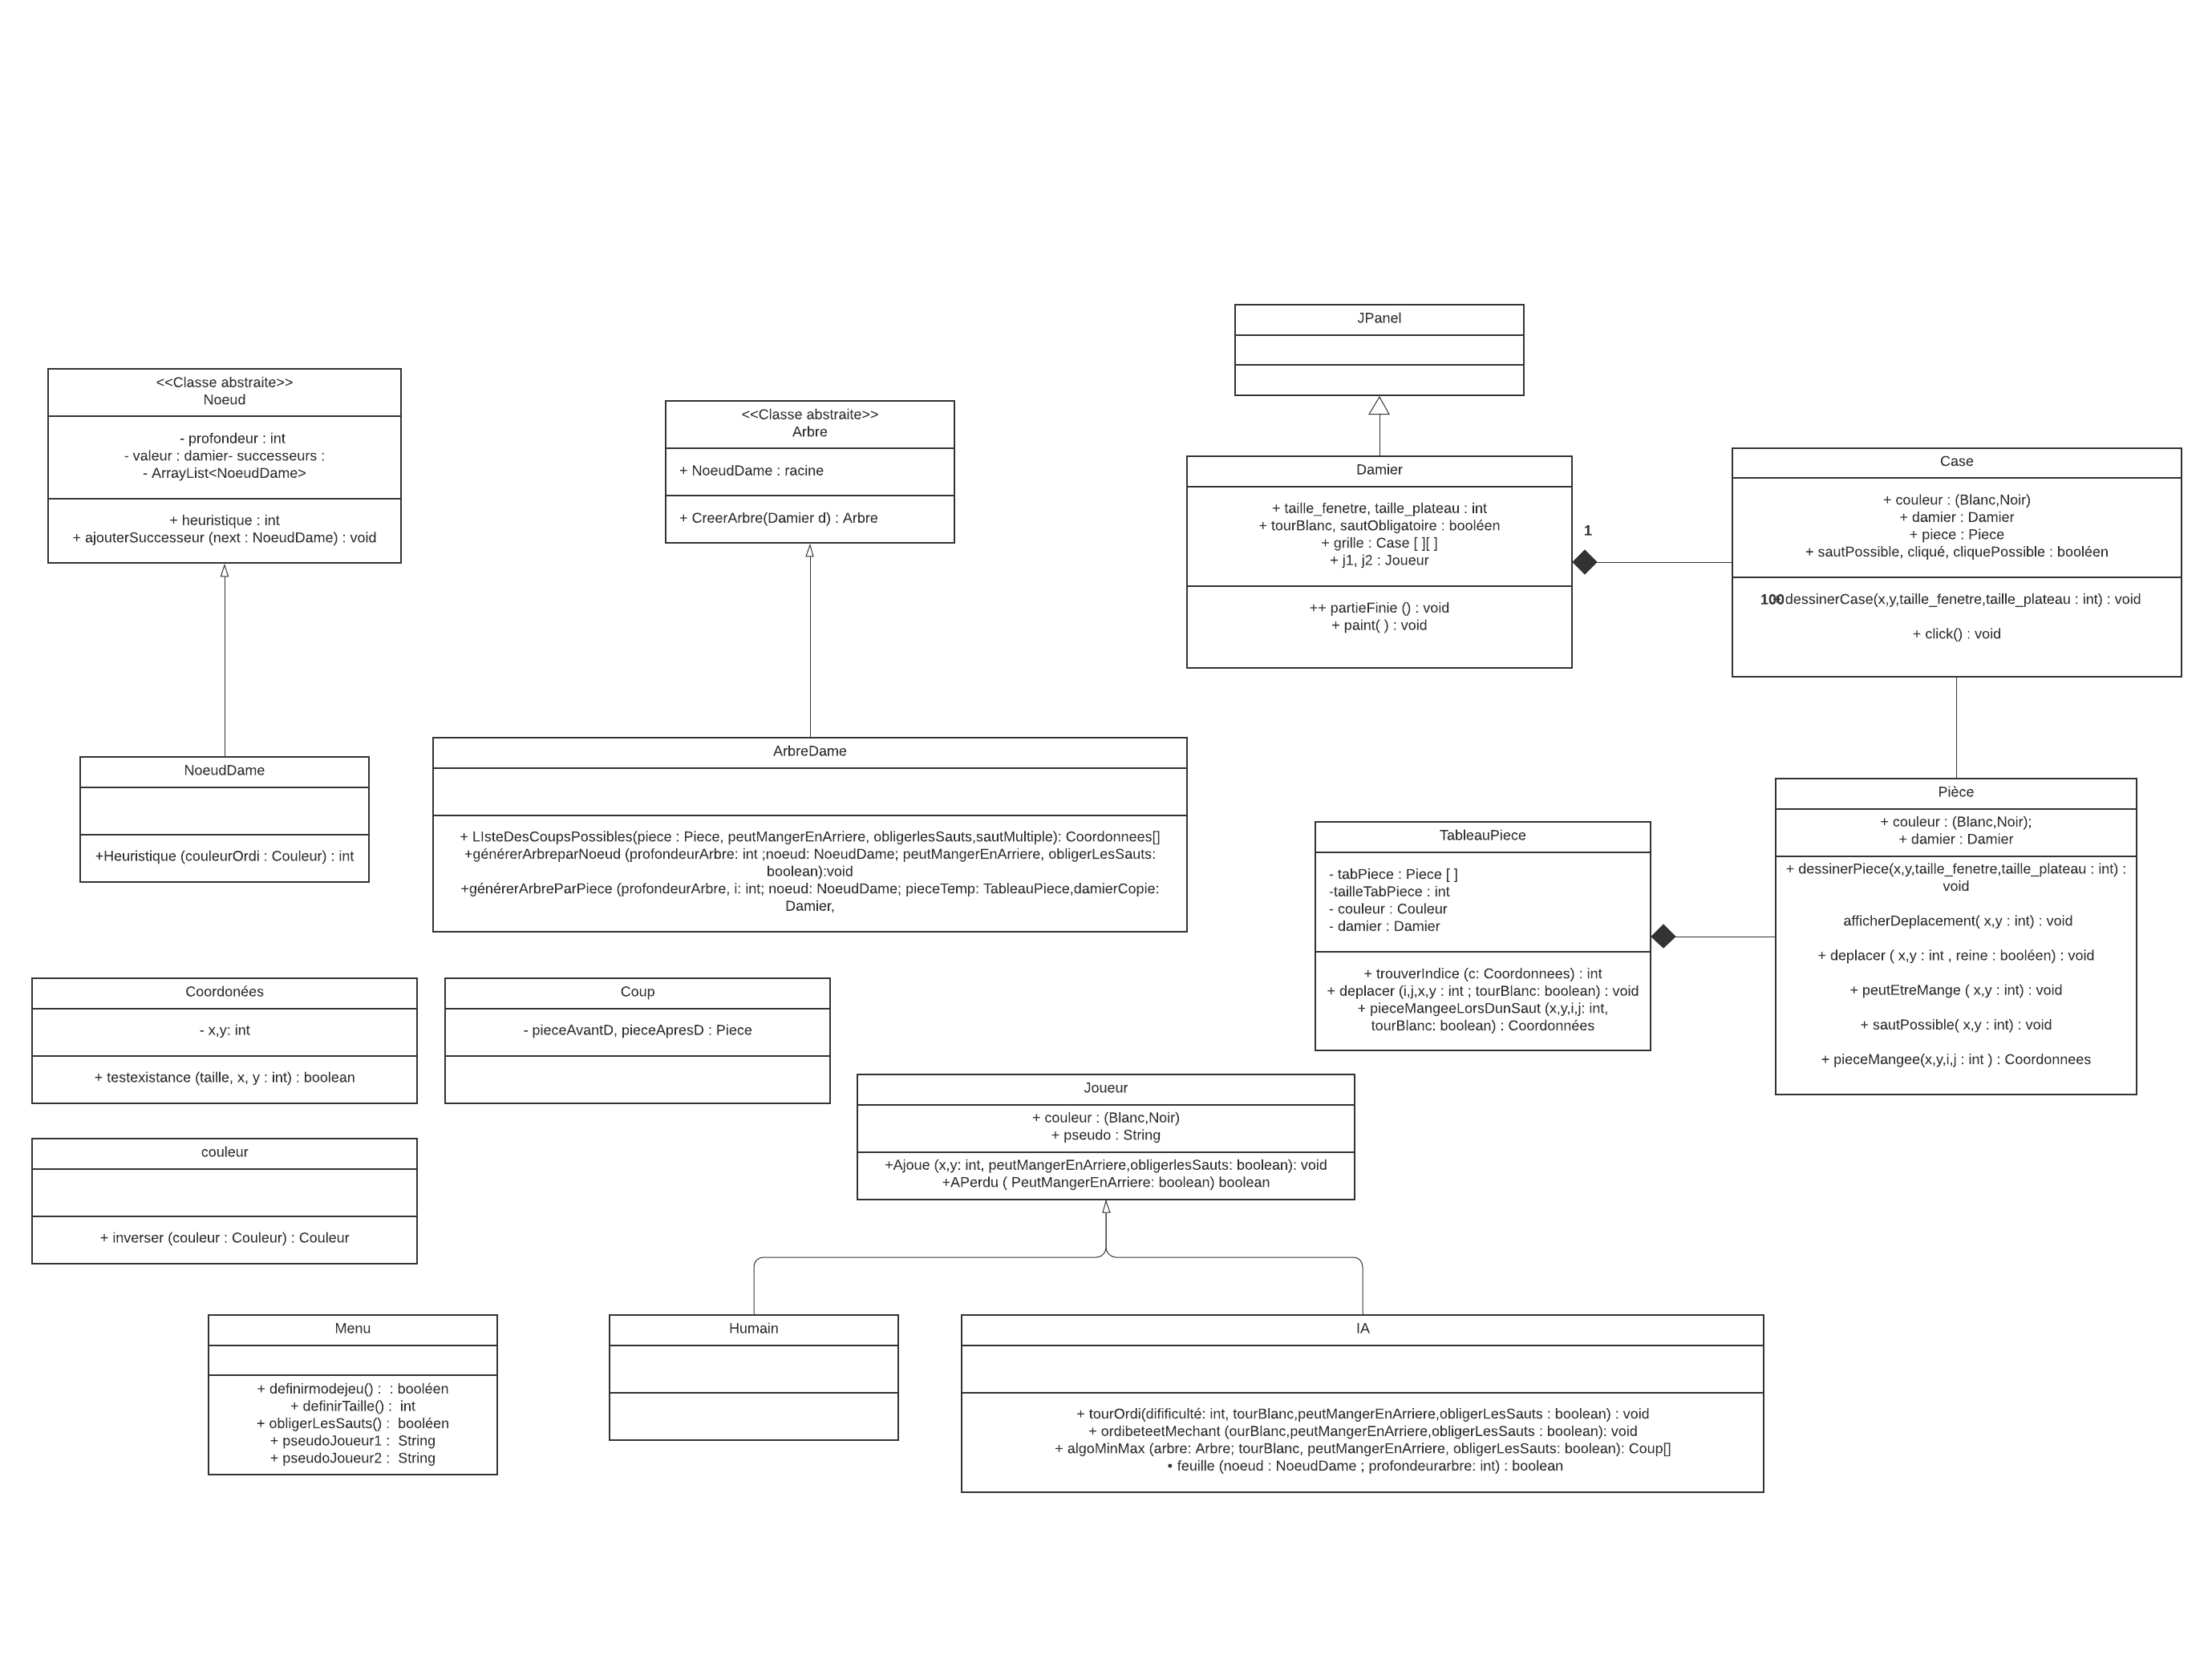 JPanel
<<Classe abstraite>>
Noeud
- profondeur : int
- valeur : damier- successeurs :
- ArrayList<NoeudDame>
+ heuristique : int
+ ajouterSuccesseur (next : NoeudDame) : void
<<Classe abstraite>>
Arbre
+ NoeudDame : racine
+ CreerArbre(Damier d) : Arbre
Damier
+ taille_fenetre, taille_plateau : int
+ tourBlanc, sautObligatoire : booléen
+ grille : Case [ ][ ]
+ j1, j2 : Joueur
++ partieFinie () : void
+ paint( ) : void
1
Case
+ couleur : (Blanc,Noir)
+ damier : Damier
+ piece : Piece
+ sautPossible, cliqué, cliquePossible : booléen
100
+ dessinerCase(x,y,taille_fenetre,taille_plateau : int) : void
+ click() : void
NoeudDame
+Heuristique (couleurOrdi : Couleur) : int
ArbreDame
+ LIsteDesCoupsPossibles(piece : Piece, peutMangerEnArriere, obligerlesSauts,sautMultiple): Coordonnees[]
+générerArbreparNoeud (profondeurArbre: int ;noeud: NoeudDame; peutMangerEnArriere, obligerLesSauts:
boolean):void
+générerArbreParPiece (profondeurArbre, i: int; noeud: NoeudDame; pieceTemp: TableauPiece,damierCopie:
Damier,
TableauPiece
- tabPiece : Piece [ ]
-tailleTabPiece : int
- couleur : Couleur
- damier : Damier
+ trouverIndice (c: Coordonnees) : int
+ deplacer (i,j,x,y : int ; tourBlanc: boolean) : void
+ pieceMangeeLorsDunSaut (x,y,i,j: int,
tourBlanc: boolean) : Coordonnées
Pièce
+ couleur : (Blanc,Noir);
+ damier : Damier
+ dessinerPiece(x,y,taille_fenetre,taille_plateau : int) :
void
afficherDeplacement( x,y : int) : void
+ deplacer ( x,y : int , reine : booléen) : void
+ peutEtreMange ( x,y : int) : void
+ sautPossible( x,y : int) : void
+ pieceMangee(x,y,i,j : int ) : Coordonnees
Coordonées
- x,y: int
+ testexistance (taille, x, y : int) : boolean
Coup
- pieceAvantD, pieceApresD : Piece
Joueur
+ couleur : (Blanc,Noir)
+ pseudo : String
+Ajoue (x,y: int, peutMangerEnArriere,obligerlesSauts: boolean): void
+APerdu ( PeutMangerEnArriere: boolean) boolean
couleur
+ inverser (couleur : Couleur) : Couleur
Menu
+ definirmodejeu() :  : booléen
+ definirTaille() :  int
+ obligerLesSauts() :  booléen
+ pseudoJoueur1 :  String
+ pseudoJoueur2 :  String
Humain
IA
+ tourOrdi(difificulté: int, tourBlanc,peutMangerEnArriere,obligerLesSauts : boolean) : void
+ ordibeteetMechant (ourBlanc,peutMangerEnArriere,obligerLesSauts : boolean): void
+ algoMinMax (arbre: Arbre; tourBlanc, peutMangerEnArriere, obligerLesSauts: boolean): Coup[]
• feuille (noeud : NoeudDame ; profondeurarbre: int) : boolean